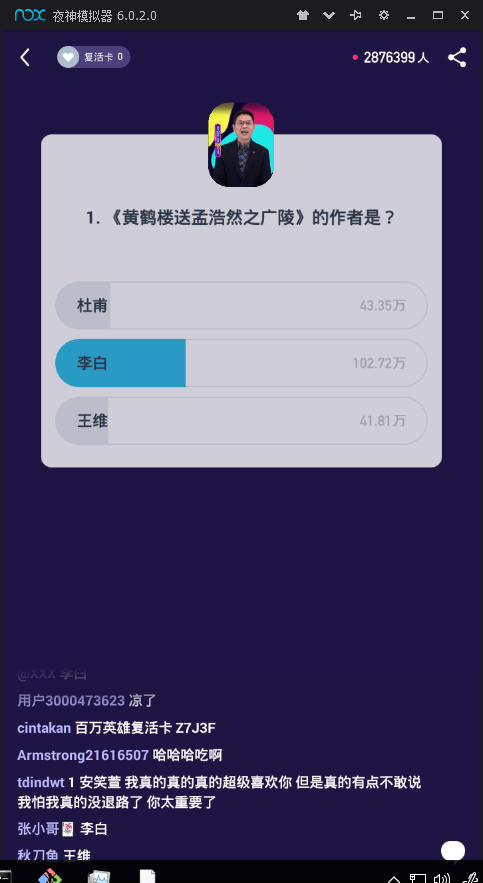 nox 夜神模拟器 6.0.2.0
复活卡 0
2876399 人
1. 《黄鹤楼送孟浩然之广陵》的作者是？
杜甫 43.35万
李白 102.72万
王维 41.81万
@XXX 李白
用户3000473623 凉了
cintakan 百万英雄复活卡 Z7J3F
Armstrong21616507 哈哈哈吃啊
tdindwt 1 安笑萱 我真的真的真的超级喜欢你 但是真的有点不敢说
我怕我真的没退路了 你太重要了
张小哥🃏 李白
秋刀鱼 王维